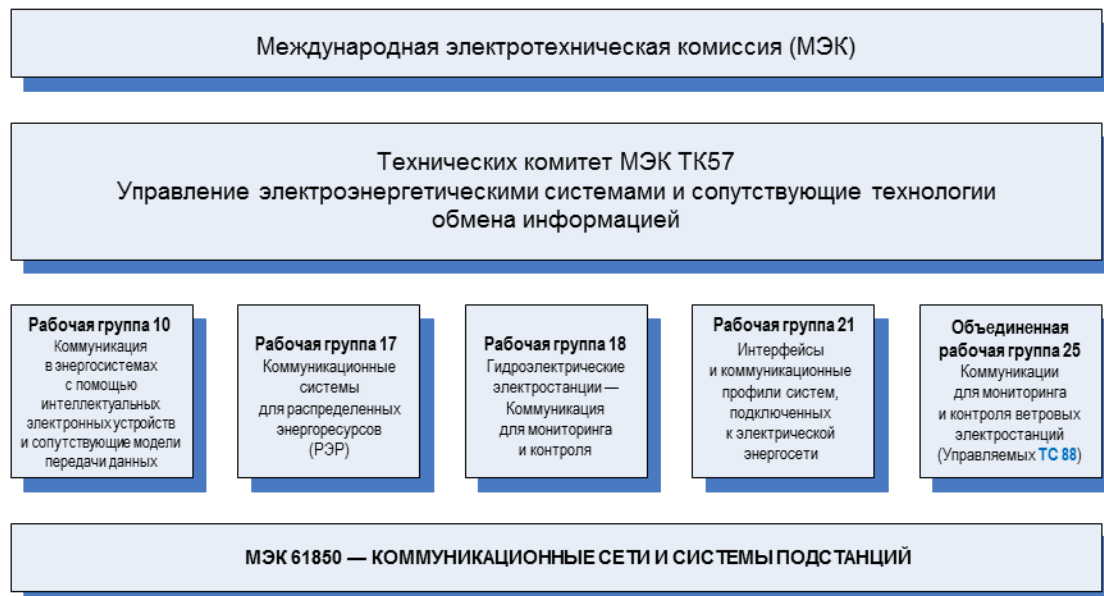 Международная электротехническая комиссия (МЭК)
Технических комитет МЭК ТК57
Управление электроэнергетическими системами и сопутствующие технологии
обмена информацией
Рабочая группа 10
Коммуникация
в энергосистемах
с помощью
интеллектуальных
электронных устройств
и сопутствующие модели
передачи данных
Рабочая группа 17
Коммуникационные
системы
для распределенных
энергоресурсов
(РЭР)
Рабочая группа 18
Гидроэлектрические
электростанции —
Коммуникация
для мониторинга
и контроля
Рабочая группа 21
Интерфейсы
и коммуникационные
профили систем,
подключенных
к электрической
энергосети
Объединенная
рабочая группа 25
Коммуникации
для мониторинга
и контроля ветровых
электростанций
(Управляемых ТС 88)
МЭК 61850 — КОММУНИКАЦИОННЫЕ СЕТИ И СИСТЕМЫ ПОДСТАНЦИЙ